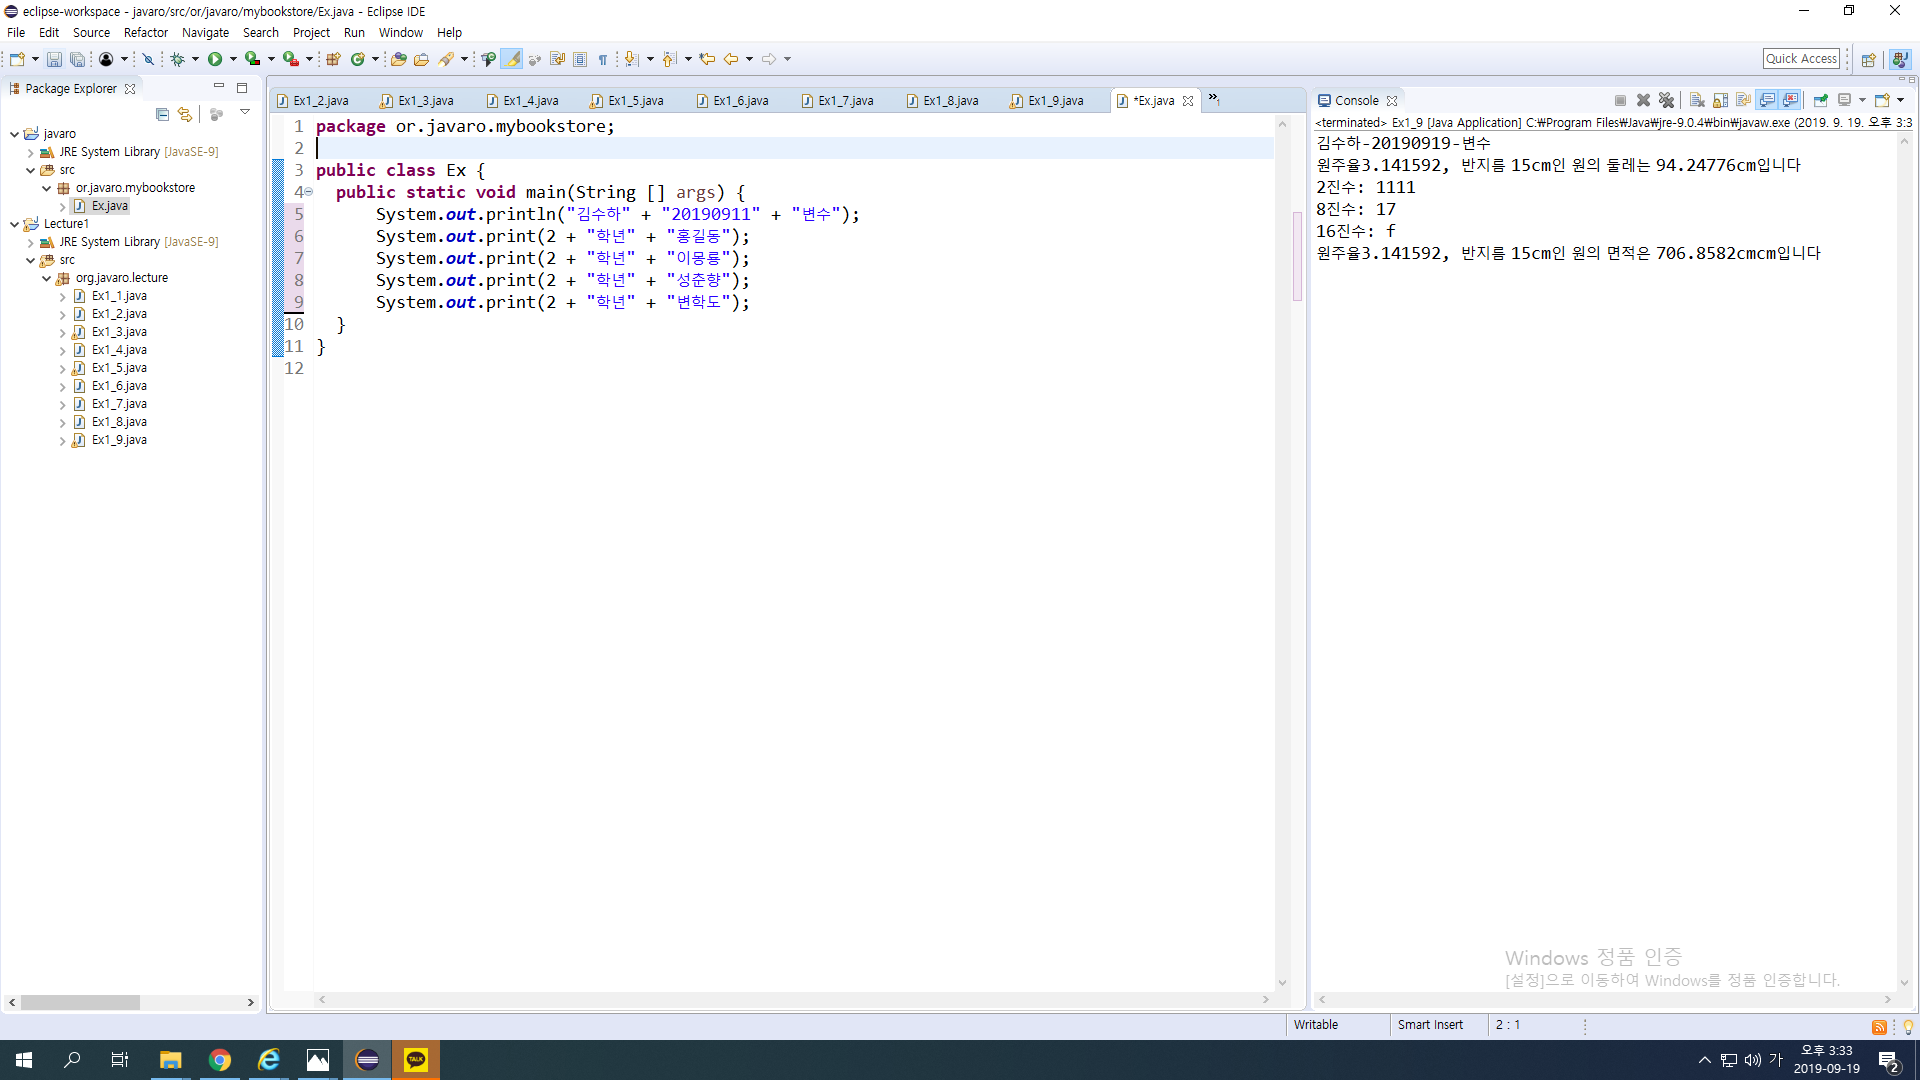 eclipse-workspace - javaro/src/or/javaro/mybookstore/Ex.java - Eclipse IDE
File Edit Source Refactor Navigate Search Project Run Window Help
Quick Access
Package Explorer
javaro
JRE System Library [JavaSE-9]
src
or.javaro.mybookstore
Ex.java
Lecture1
JRE System Library [JavaSE-9]
src
org.javaro.lecture
Ex1_1.java
Ex1_2.java
Ex1_3.java
Ex1_4.java
Ex1_5.java
Ex1_6.java
Ex1_7.java
Ex1_8.java
Ex1_9.java
Ex1_2.java Ex1_3.java Ex1_4.java Ex1_5.java Ex1_6.java Ex1_7.java Ex1_8.java Ex1_9.java *Ex.java »1
1 package or.javaro.mybookstore;
2
3 public class Ex {
4 public static void main(String [] args) {
5 System.out.println("김수하" + "20190911" + "변수");
6 System.out.print(2 + "학년" + "홍길동");
7 System.out.print(2 + "학년" + "이몽룡");
8 System.out.print(2 + "학년" + "성춘향");
9 System.out.print(2 + "학년" + "변학도");
10 }
11 }
12
Console
<terminated> Ex1_9 [Java Application] C:₩Program Files₩Java₩jre-9.0.4₩bin₩javaw.exe (2019. 9. 19. 오후 3:3
김수하-20190919-변수
원주율3.141592, 반지름 15cm인 원의 둘레는 94.24776cm입니다
2진수: 1111
8진수: 17
16진수: f
원주율3.141592, 반지름 15cm인 원의 면적은 706.8582cmcm입니다
Windows 정품 인증
[설정]으로 이동하여 Windows를 정품 인증합니다.
Writable Smart Insert 2 : 1
TALK
가
오후 3:33
2019-09-19
2